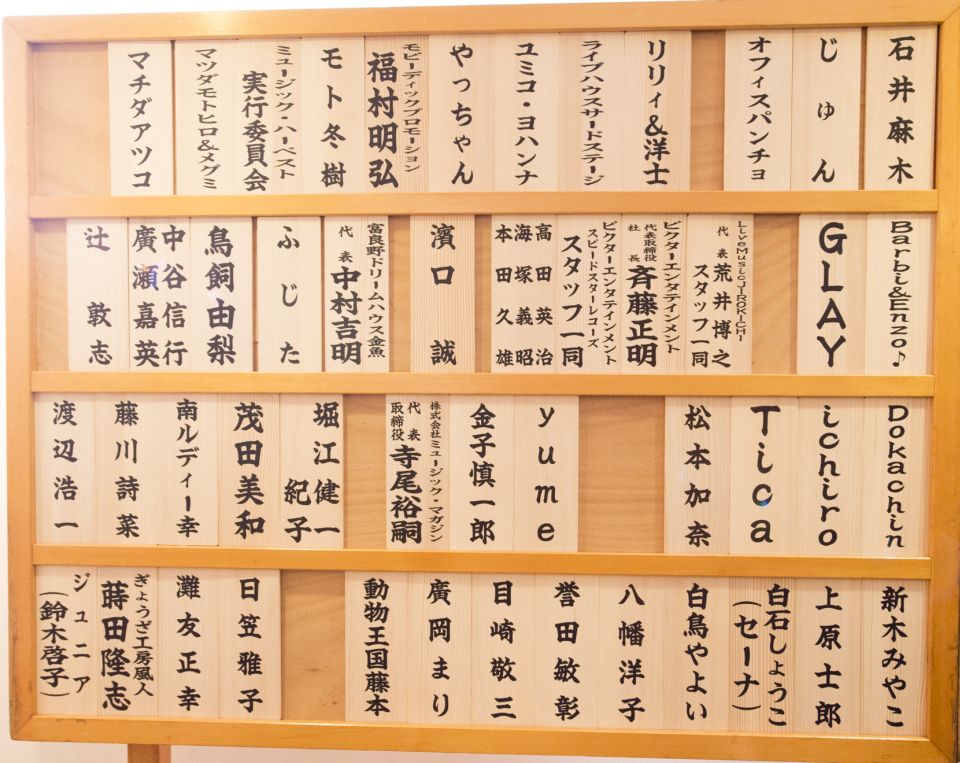 石井麻木
じゅん
オフィスパンチョ
リリィ&洋士
ライブハウスサードステージ
ユミコ・ヨハンナ
やっちゃん
モビーディックプロモーション
福村明弘
モト冬樹
ミュージック・ハーベスト
実行委員会
マツダモトヒロ&メグミ
マチダアツコ
Barbi&Enzo♪
GLAY
LiveMusicJIROKICHI
代表 荒井博之
スタッフ一同
ビクターエンタテインメント
代表取締役社長 斉藤正明
ビクターエンタテインメント
スピードスターレコーズ
スタッフ一同
高田英治
海塚義昭
本田久雄
濱口誠
富良野ドリームハウス金魚
代表 中村吉明
ふじた
鳥飼由梨
中谷信行
廣瀬嘉英
辻敦志
Dokachin
ichiro
Tica
松本加奈
yume
金子慎一郎
株式会社ミュージック・マガジン
代表取締役 寺尾裕嗣
堀江健一
紀子
茂田美和
南ルディー幸
藤川詩菜
渡辺浩一
新木みやこ
上原士郎
白石しょうこ
(セーナ)
白鳥やよい
八幡洋子
誉田敏彰
目崎敬三
廣岡まり
動物王国藤本
日笠雅子
灘友正幸
ぎょうざ工房風人
蒔田隆志
ジュニア
(鈴木啓子)